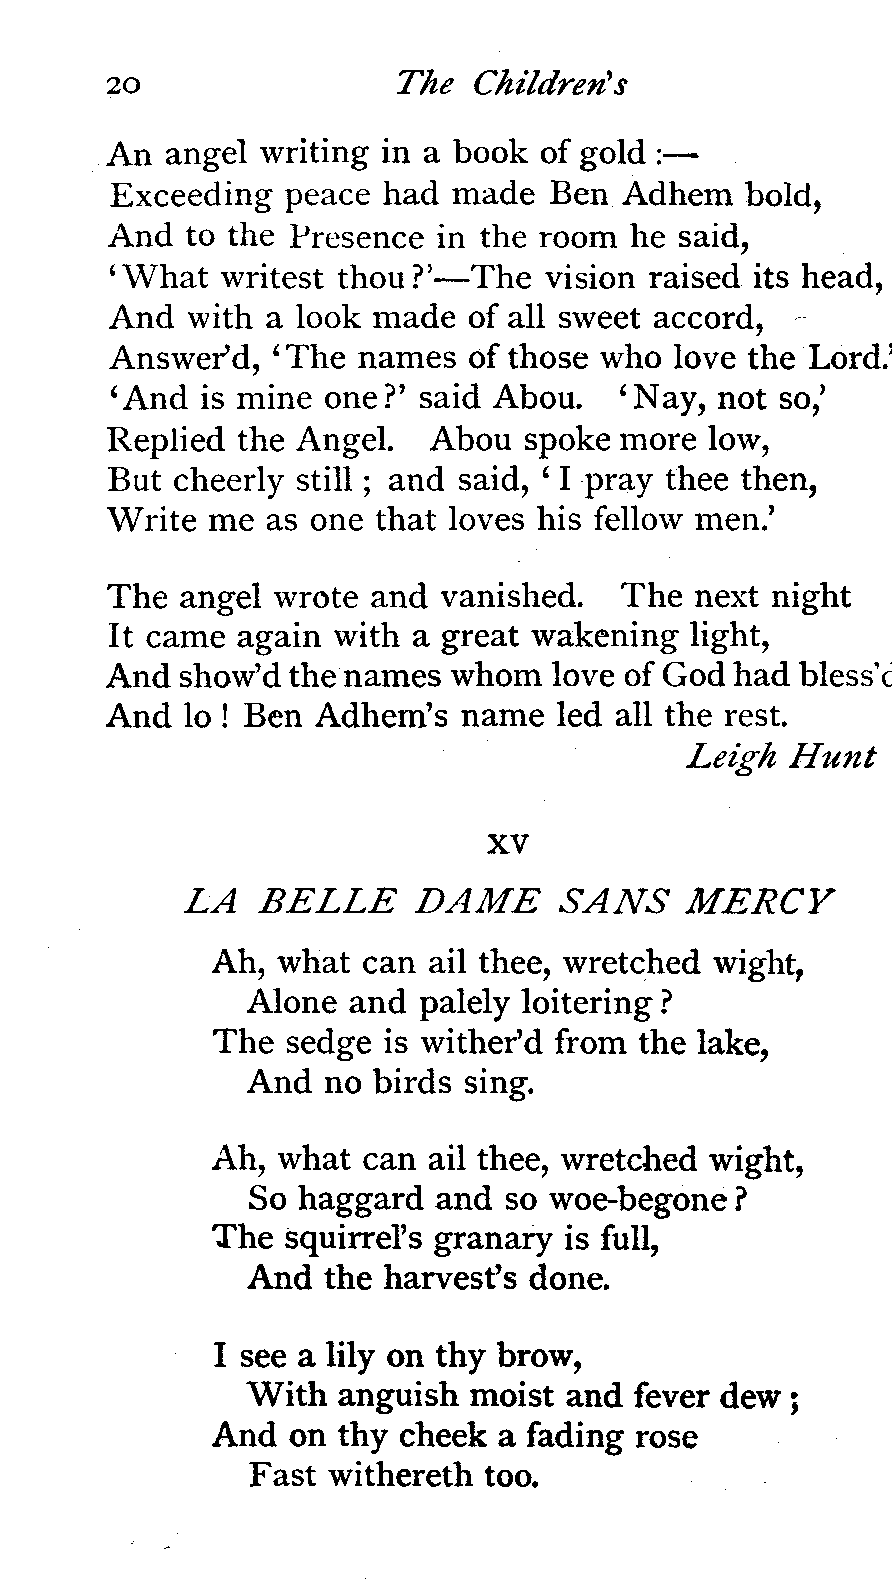 20 The Children's
An angel writing in a book of gold :—
Exceeding peace had made Ben Adhem bold,
And to the Presence in the room he said,
‘What writest thou?’—The vision raised its head,
And with a look made of all sweet accord,
Answer’d, ‘The names of those who love the Lord.’
‘And is mine one?’ said Abou. ‘Nay, not so,’
Replied the Angel. Abou spoke more low,
But cheerly still ; and said, ‘I pray thee then,
Write me as one that loves his fellow men.’
The angel wrote and vanished. The next night
It came again with a great wakening light,
And show’d the names whom love of God had bless’d
And lo ! Ben Adhem’s name led all the rest.
Leigh Hunt
XV
LA BELLE DAME SANS MERCY
Ah, what can ail thee, wretched wight,
Alone and palely loitering ?
The sedge is wither’d from the lake,
And no birds sing.
Ah, what can ail thee, wretched wight,
So haggard and so woe-begone ?
The squirrel’s granary is full,
And the harvest’s done.
I see a lily on thy brow,
With anguish moist and fever dew ;
And on thy cheek a fading rose
Fast withereth too.